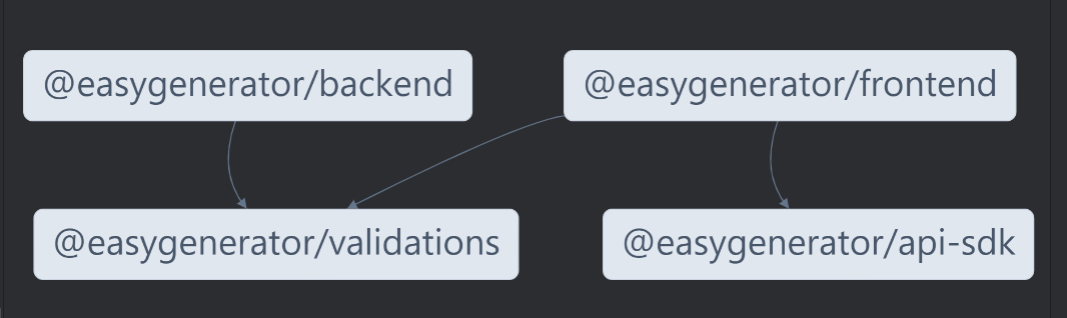 @easygenerator/backend
@easygenerator/frontend
@easygenerator/validations
@easygenerator/api-sdk